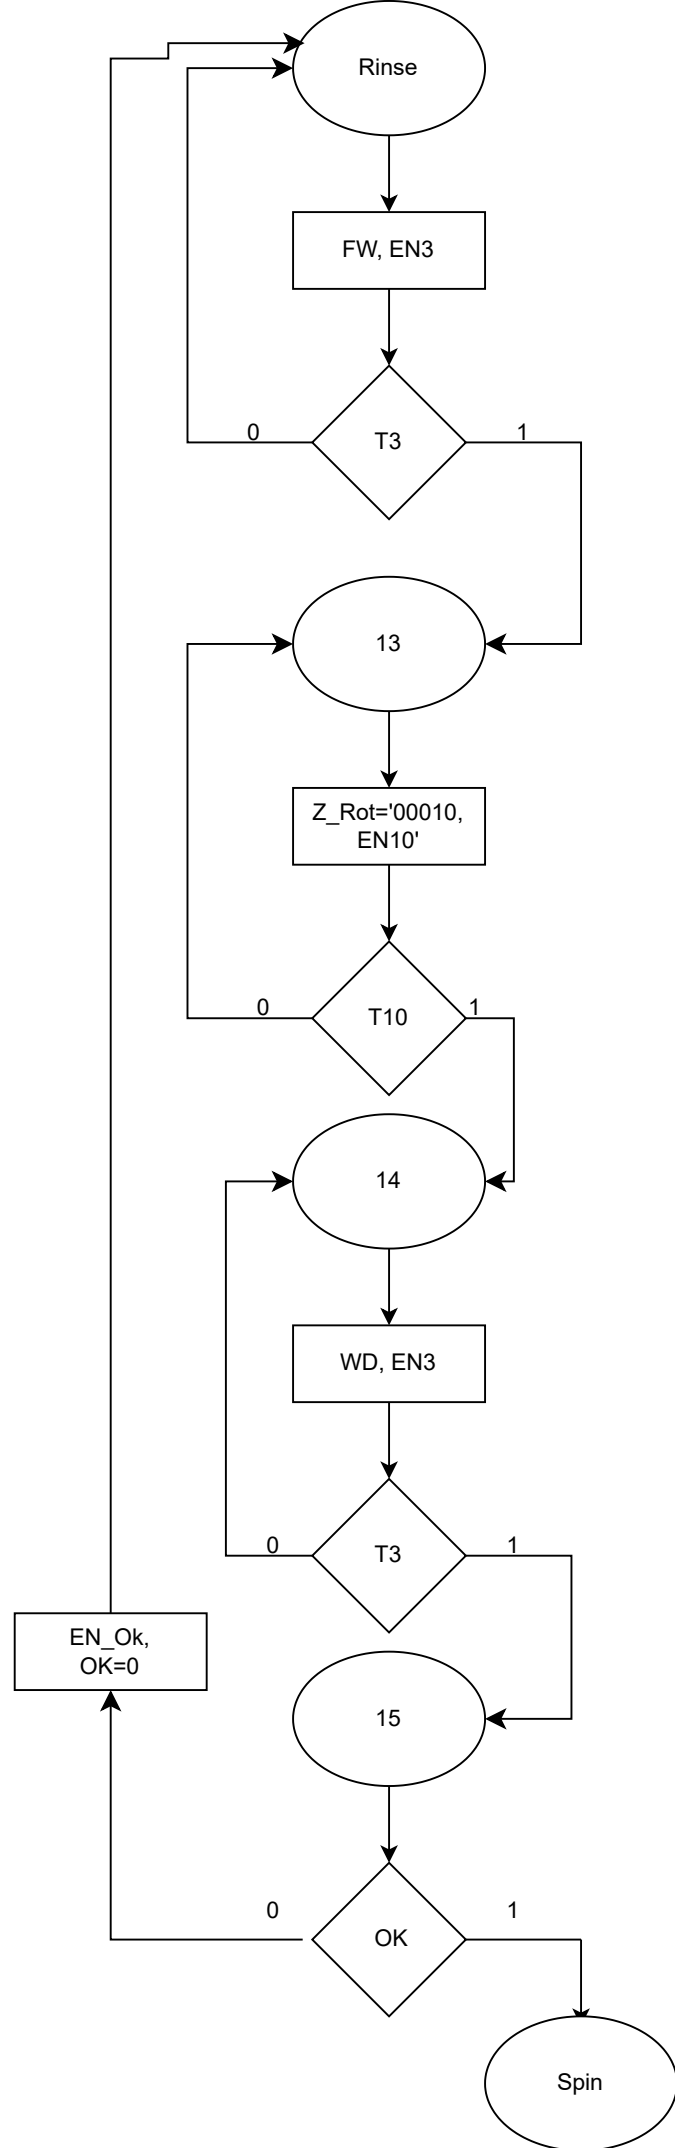 Rinse
FW, EN3
T3
0
1
13
Z_Rot='00010,
EN10'
T10
0
1
14
WD, EN3
T3
0
1
EN_Ok,
OK=0
15
0
1
OK
Spin